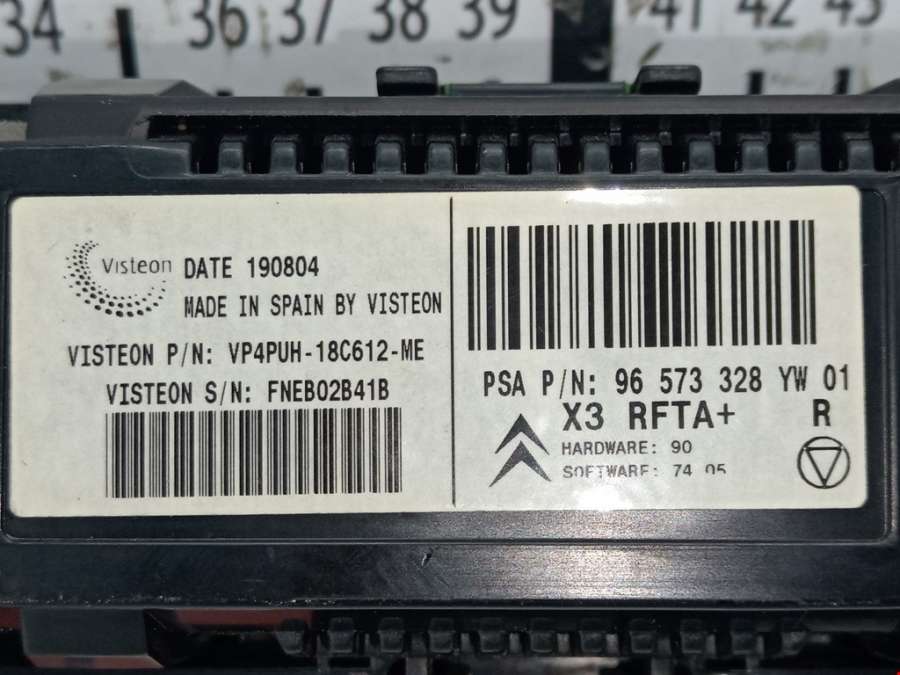 34 36 37 38 39 41 42 43
Visteon
DATE 190804
MADE IN SPAIN BY VISTEON
VISTEON P/N: VP4PUH-18C612-ME
VISTEON S/N: FNEB02B41B
PSA P/N: 96 573 328 YW 01
X3 RFTA+ R
HARDWARE: 90
SOFTWARE: 74 05